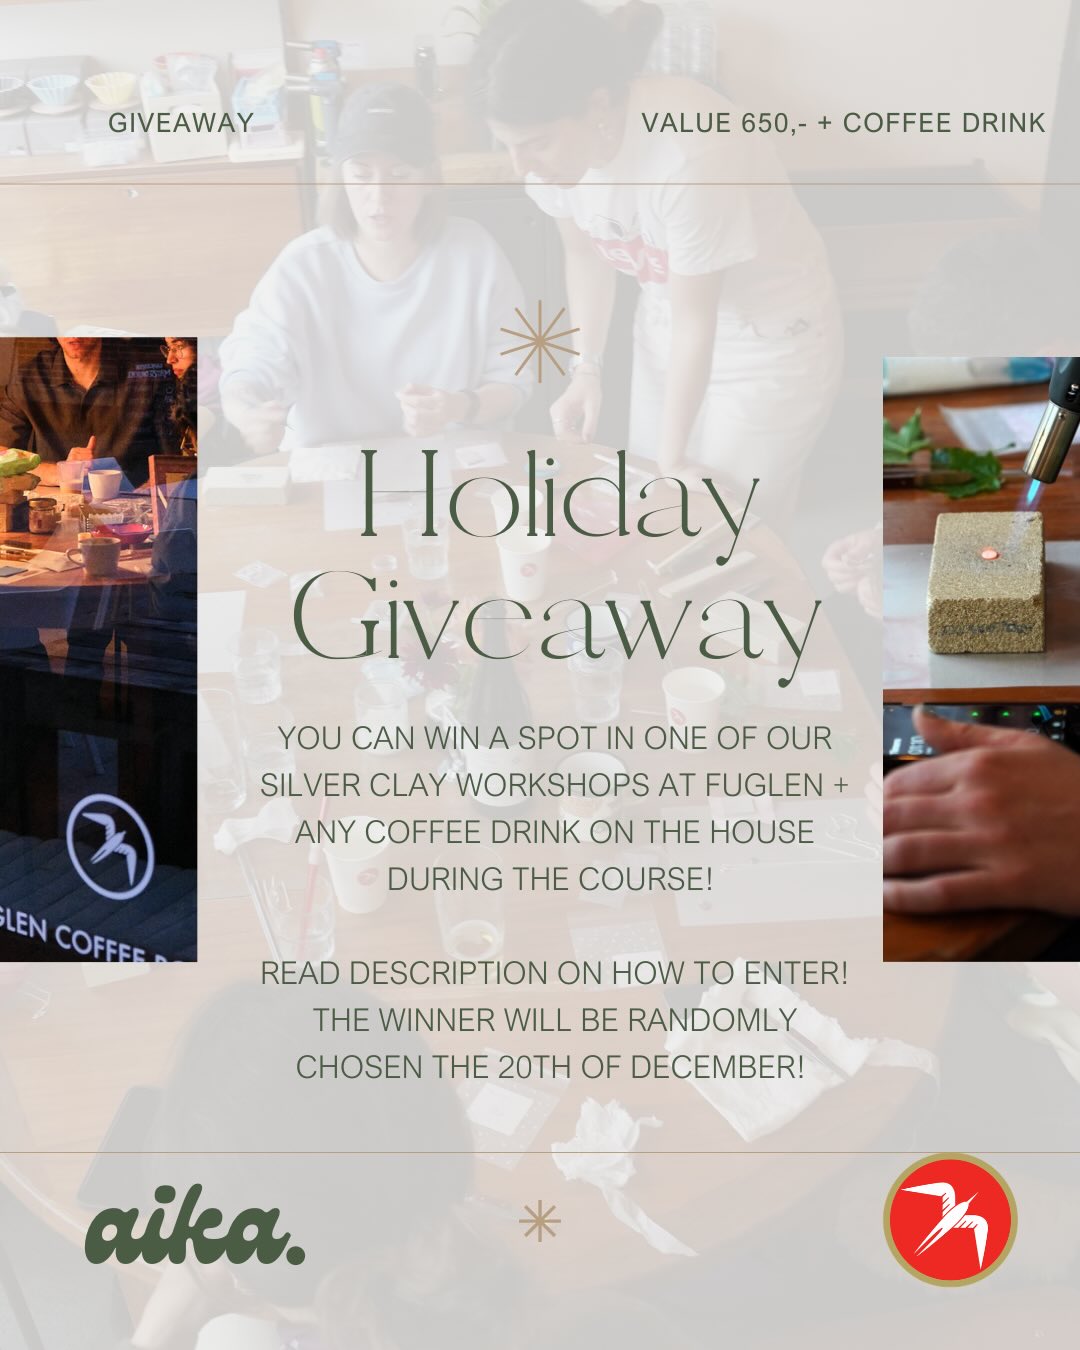 GIVEAWAY
VALUE 650,- + COFFEE DRINK
Holiday
Giveaway
YOU CAN WIN A SPOT IN ONE OF OUR
SILVER CLAY WORKSHOPS AT FUGLEN +
ANY COFFEE DRINK ON THE HOUSE
DURING THE COURSE!
READ DESCRIPTION ON HOW TO ENTER!
THE WINNER WILL BE RANDOMLY
CHOSEN THE 20TH OF DECEMBER!
GLEN COFFEE
aika.